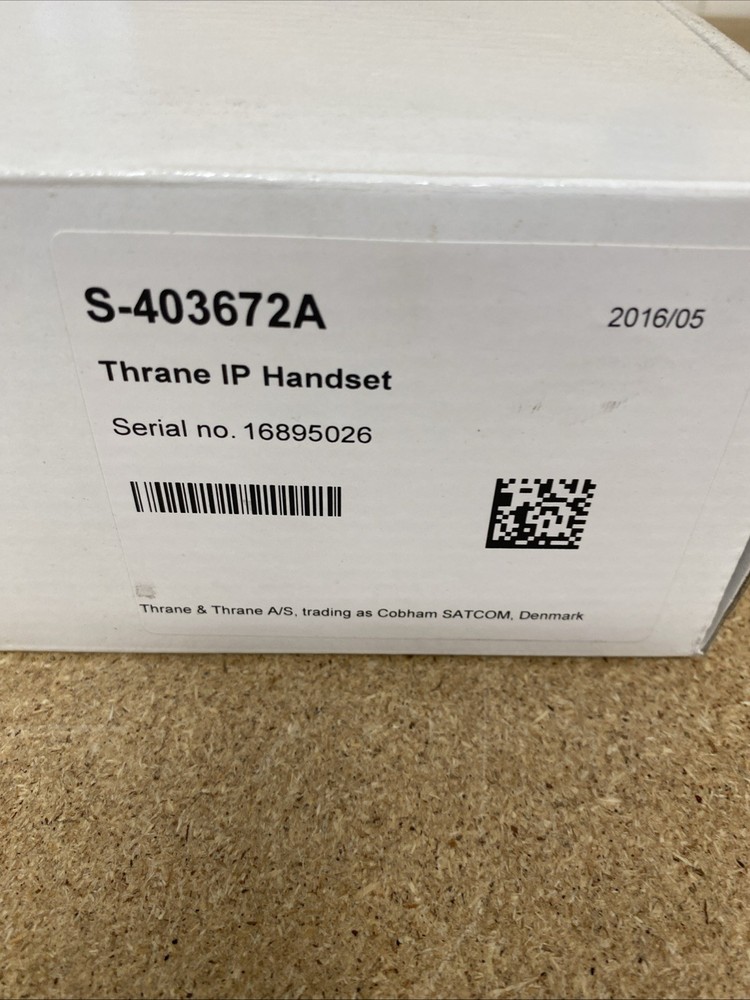 S-403672A
2016/05
Thrane IP Handset
Serial no. 16895026
Thrane & Thrane A/S, trading as Cobham SATCOM, Denmark